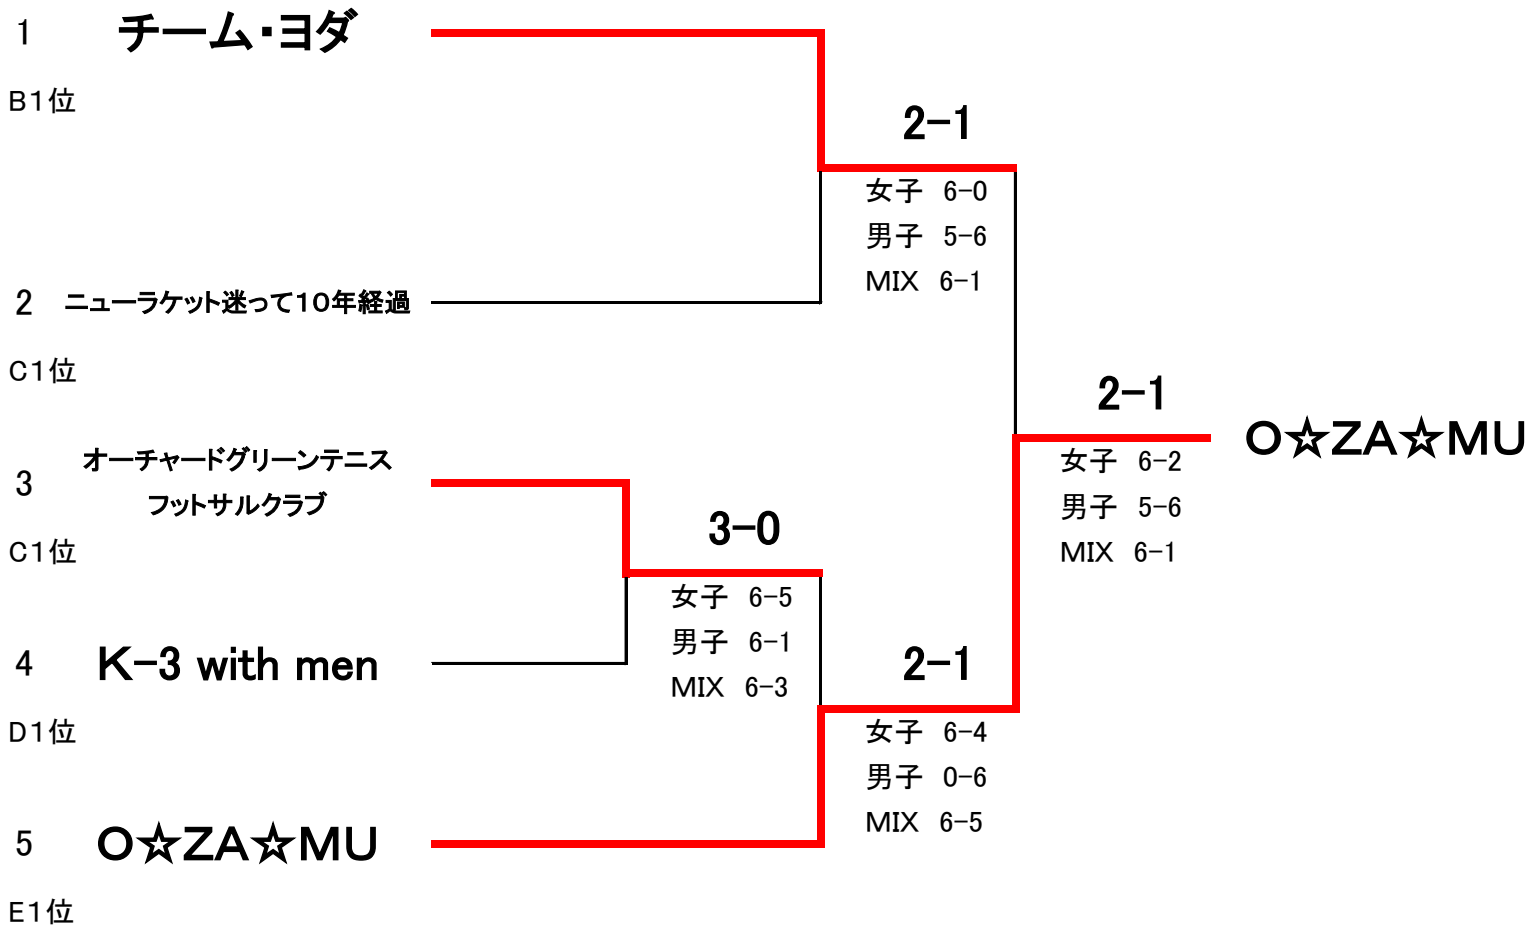 1 チーム・ヨダ
B1位
2-1
女子 6-0
男子 5-6
MIX 6-1
2 ニューラケット迷って10年経過
C1位
2-1
O☆ZA☆MU
女子 6-2
男子 5-6
MIX 6-1
3 オーチャードグリーンテニス
フットサルクラブ
C1位
3-0
女子 6-5
男子 6-1
MIX 6-3
4 K-3 with men
D1位
2-1
女子 6-4
男子 0-6
MIX 6-5
5 O☆ZA☆MU
E1位